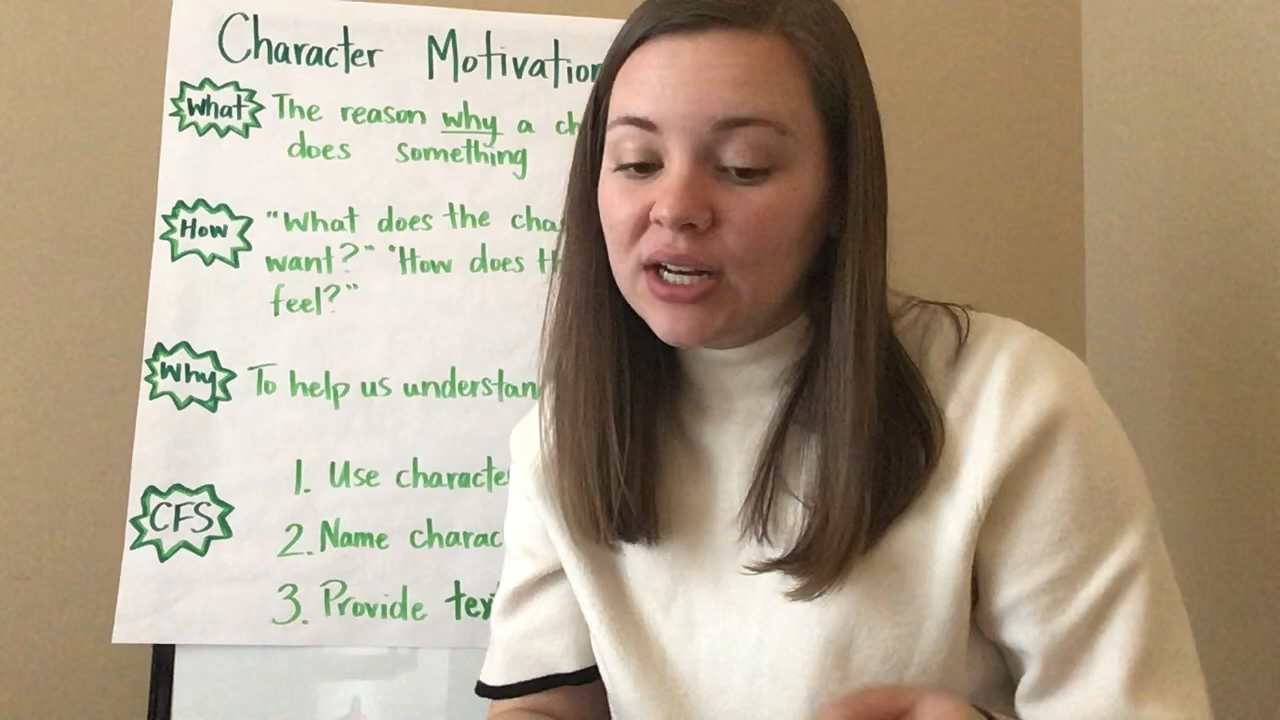 Character Motivation
What The reason why a ch
does something
How "What does the cha
want?" "How does th
feel?"
Why To help us understan
CFS 1. Use characte
2. Name charac
3. Provide tex